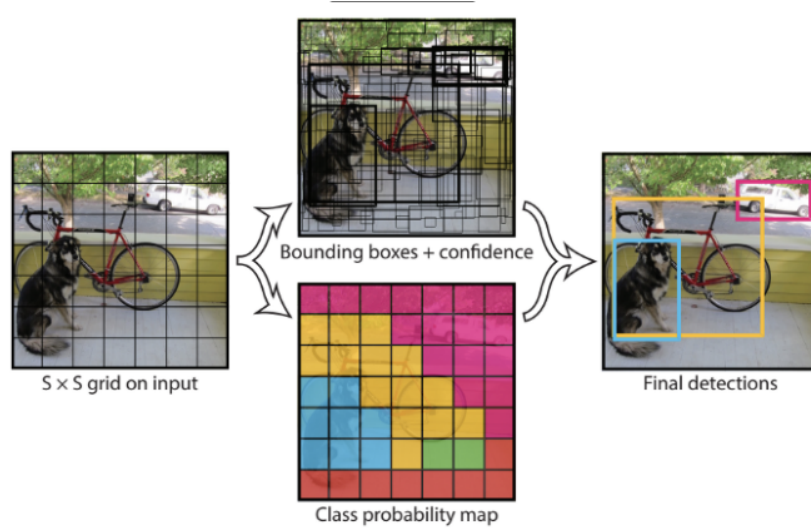 Bounding boxes + confidence
S × S grid on input
Final detections
Class probability map